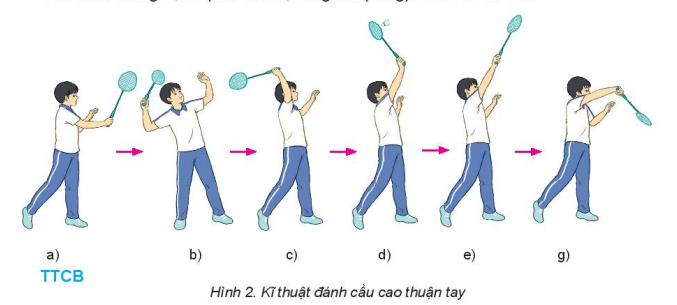 a) b) c) d) e) g)
TTCB
Hình 2. Kĩ thuật đánh cầu cao thuận tay